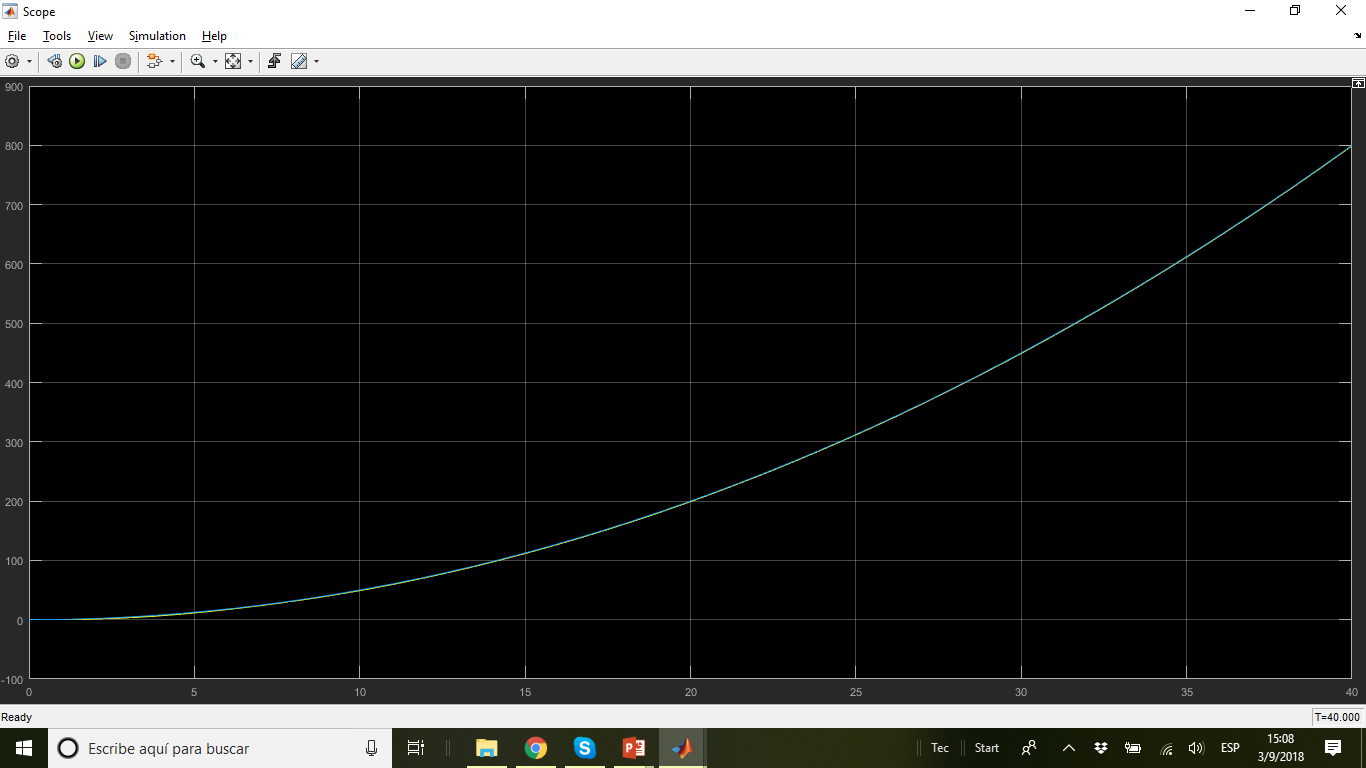 Scope
File Tools View Simulation Help
900
800
700
600
500
400
300
200
100
0
-100
0 5 10 15 20 25 30 35 40
Ready T=40.000
Escribe aquí para buscar Tec Start ESP 15:08
3/9/2018